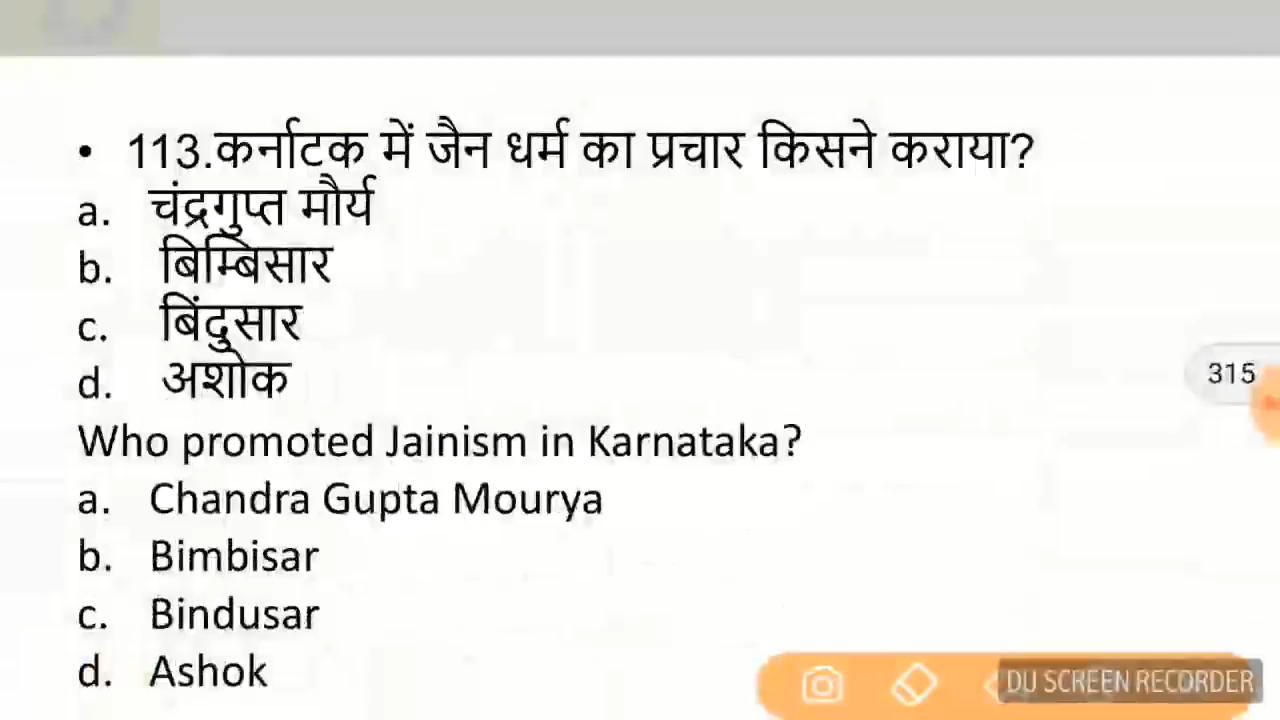 • 113.कर्नाटक में जैन धर्म का प्रचार किसने कराया?
a. चंद्रगुप्त मौर्य
b. बिम्बिसार
c. बिंदुसार
d. अशोक
315
Who promoted Jainism in Karnataka?
a. Chandra Gupta Mourya
b. Bimbisar
c. Bindusar
d. Ashok
DU SCREEN RECORDER